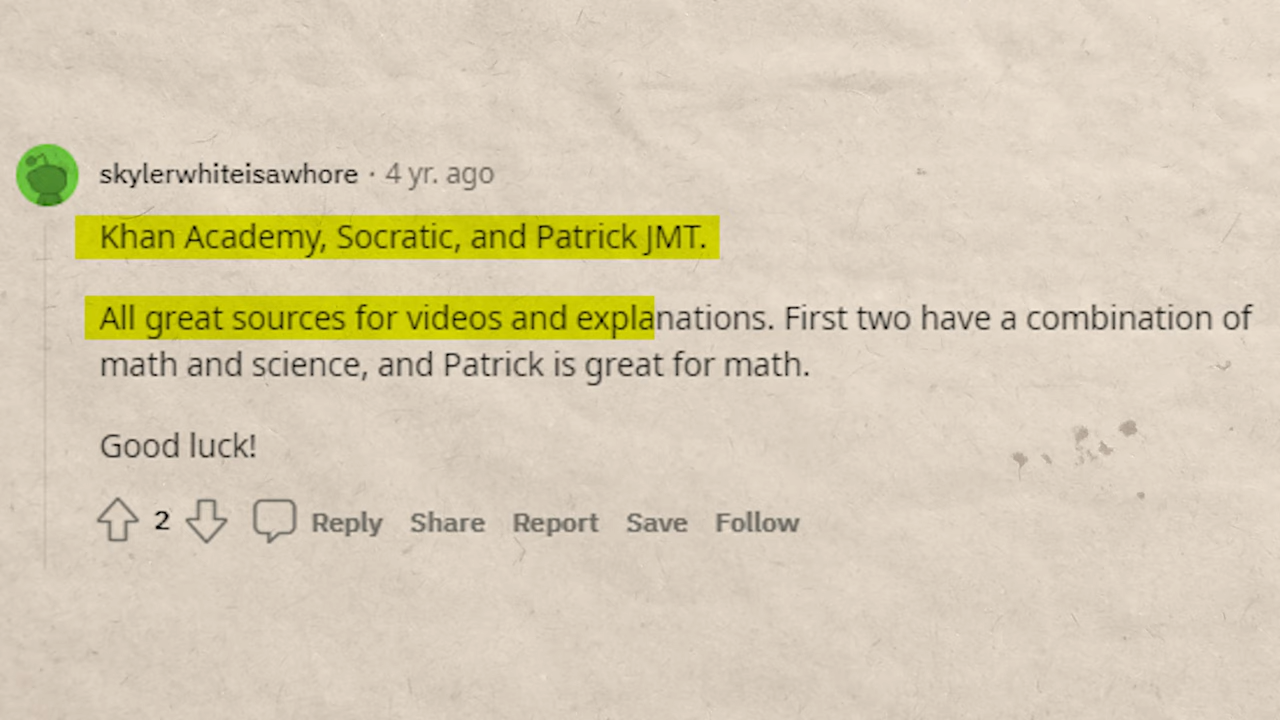 skylerwhiteisawhore · 4 yr. ago
Khan Academy, Socratic, and Patrick JMT.
All great sources for videos and explanations. First two have a combination of
math and science, and Patrick is great for math.
Good luck!
2 Reply Share Report Save Follow